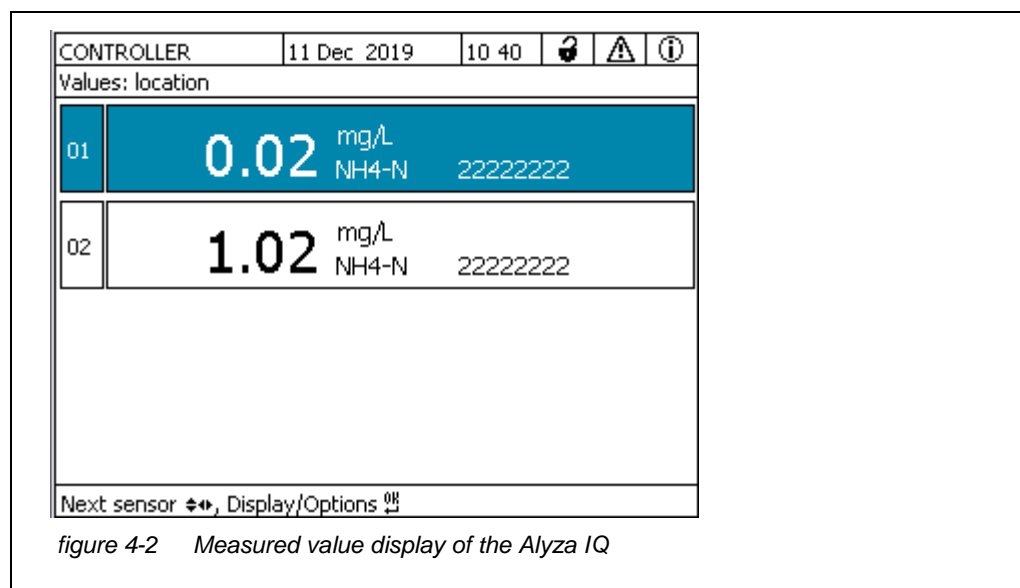 CONTROLLER 11 Dec 2019 10 40
Values: location
01 0.02 mg/L NH4-N 22222222
02 1.02 mg/L NH4-N 22222222
Next sensor, Display/Options OK
figure 4-2 Measured value display of the Alyza IQ